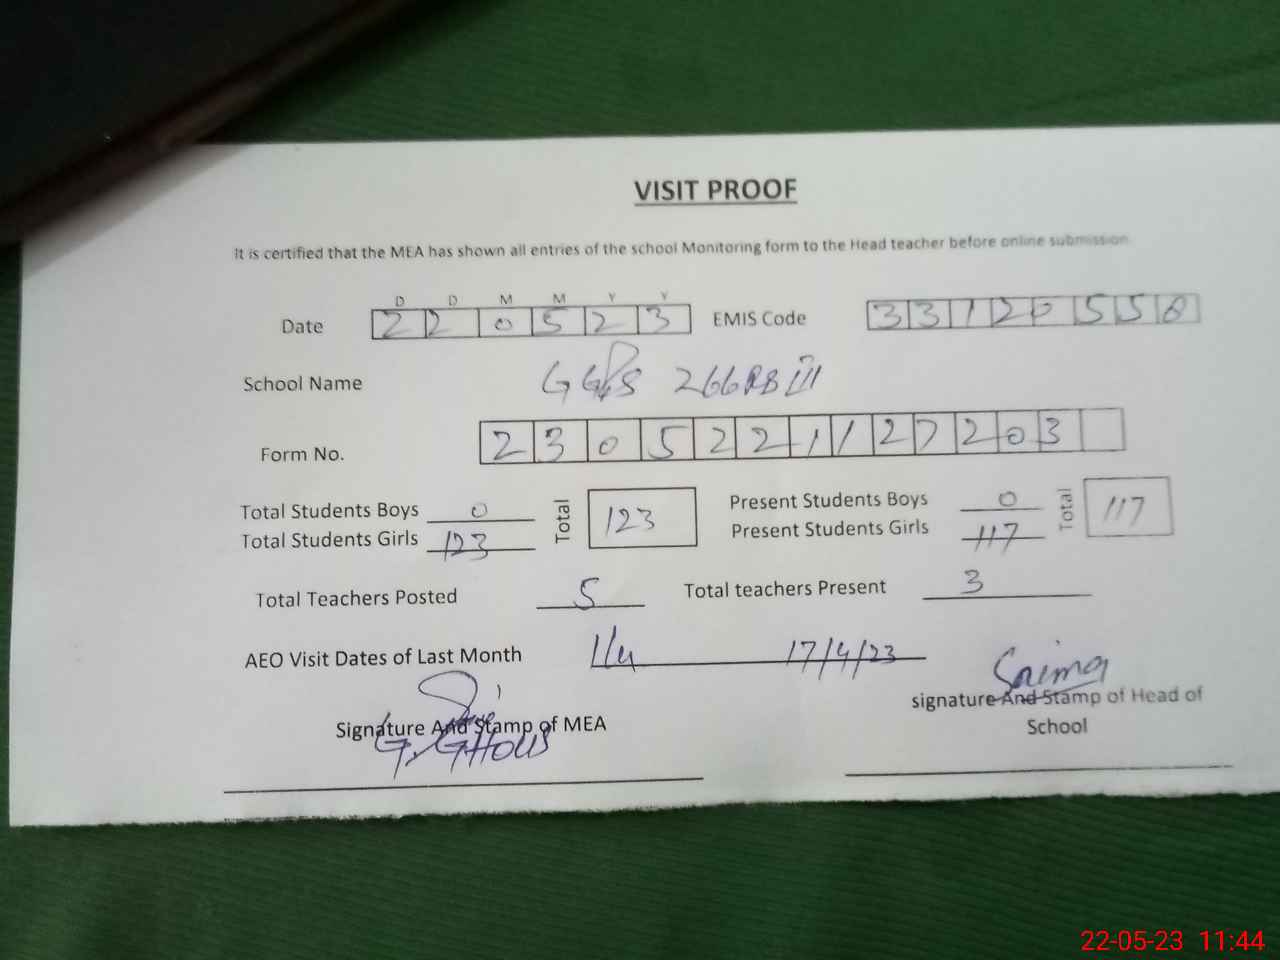 VISIT PROOF
It is certified that the MEA has shown all entries of the school Monitoring form to the Head teacher before online submission.
D D M M Y Y
Date 2 2 0 5 2 3 EMIS Code 3 3 1 2 0 5 5 0
School Name GGPS 266RB III
Form No. 2 3 0 5 2 2 1 1 2 7 2 0 3
Total Students Boys 0 Total 123 Present Students Boys 0 Total 117
Total Students Girls 123 Present Students Girls 117
Total Teachers Posted 5 Total teachers Present 3
AEO Visit Dates of Last Month 1/4 17/4/23
Saima
Signature And Stamp of MEA signature And Stamp of Head of School
G. GHOUS
22-05-23 11:44